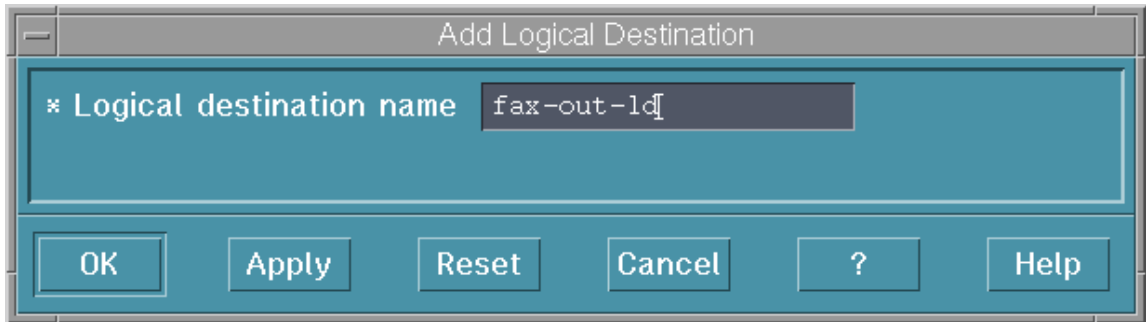 Add Logical Destination
* Logical destination name fax-out-ld
OK Apply Reset Cancel ? Help